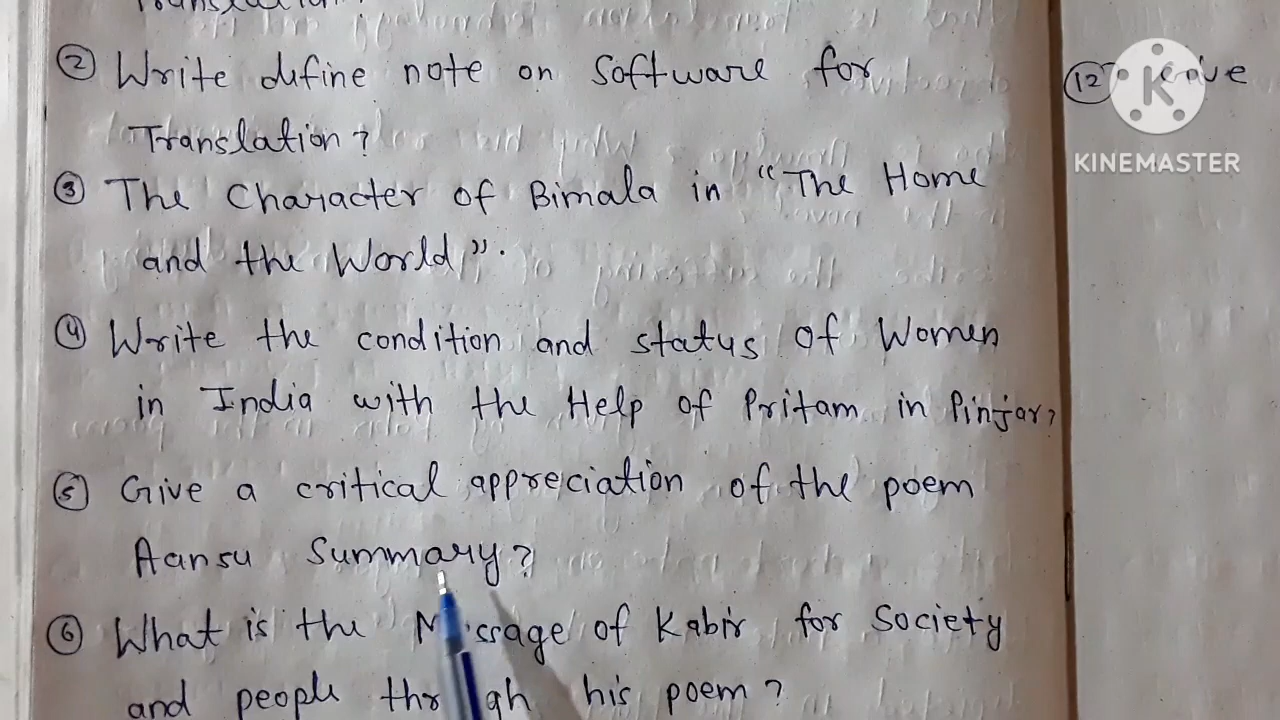 Translation?
② Write define note on Software for
Translation?
③ The Character of Bimala in "The Home
and the World".
④ Write the condition and status of Women
in India with the Help of Pritam in Pinjar?
⑤ Give a critical appreciation of the poem
Aansu Summary?
⑥ What is the Message of Kabir for Society
and people through his poem?
⑫ Give
K
KINEMASTER